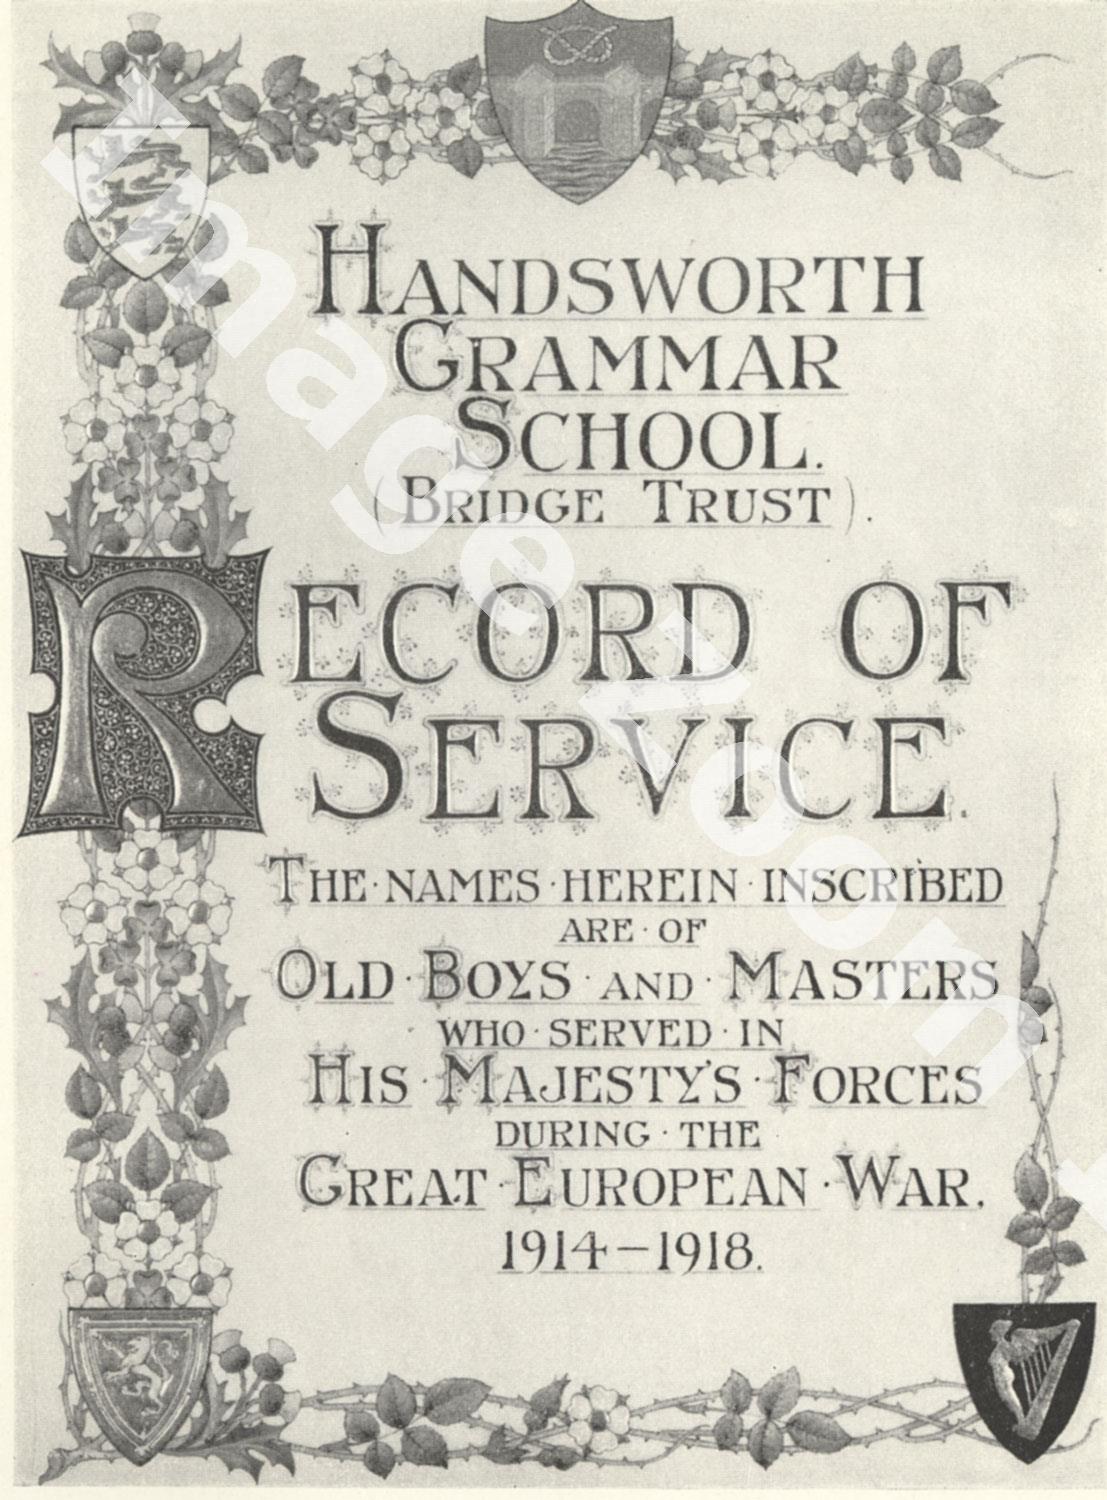 HANDSWORTH
GRAMMAR
SCHOOL.
(BRIDGE TRUST).
RECORD OF
SERVICE.
THE·NAMES·HEREIN·INSCRIBED
ARE·OF
OLD·BOYS·AND·MASTERS
WHO·SERVED·IN
HIS·MAJESTY'S·FORCES
DURING·THE
GREAT·EUROPEAN·WAR.
1914–1918.
image